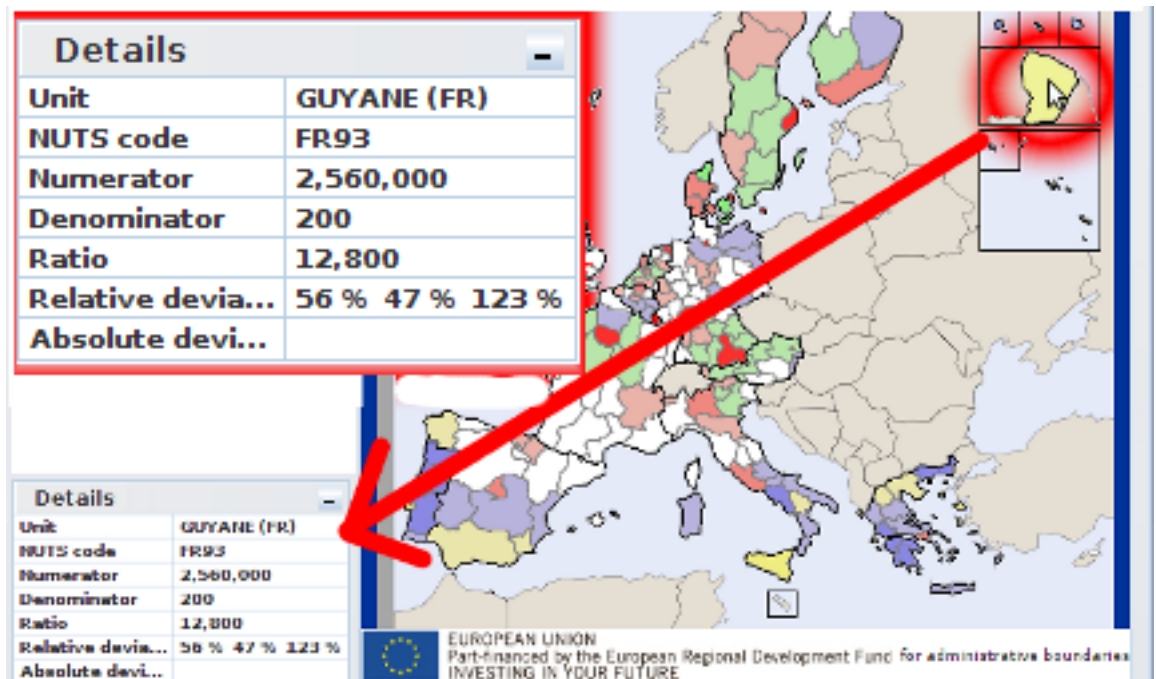 Details -
Unit GUYANE (FR)
NUTS code FR93
Numerator 2,560,000
Denominator 200
Ratio 12,800
Relative devia... 56 % 47 % 123 %
Absolute devi...
Details -
Unit GUYANE (FR)
NUTS code FR93
Numerator 2,560,000
Denominator 200
Ratio 12,800
Relative devia... 56 % 47 % 123 %
Absolute devi...
EUROPEAN UNION
Part-financed by the European Regional Development Fund for administrative boundaries
INVESTING IN YOUR FUTURE